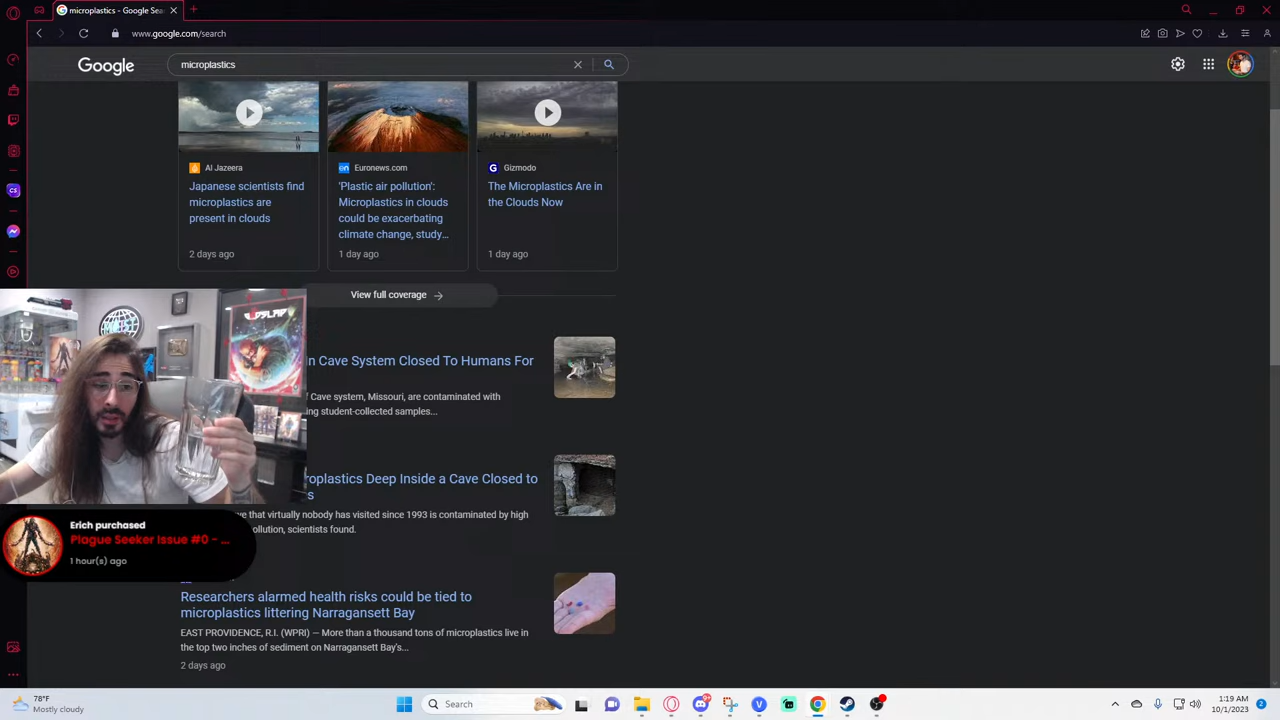 microplastics - Google Sear
www.google.com/search
Google
microplastics
Al Jazeera
Japanese scientists find
microplastics are
present in clouds
2 days ago
Euronews.com
'Plastic air pollution':
Microplastics in clouds
could be exacerbating
climate change, study...
1 day ago
Gizmodo
The Microplastics Are in
the Clouds Now
1 day ago
View full coverage
in Cave System Closed To Humans For
Cave system, Missouri, are contaminated with
ing student-collected samples...
roplastics Deep Inside a Cave Closed to
s
ve that virtually nobody has visited since 1993 is contaminated by high
ollution, scientists found.
Erich purchased
Plague Seeker Issue #0 - ...
1 hour(s) ago
Researchers alarmed health risks could be tied to
microplastics littering Narragansett Bay
EAST PROVIDENCE, R.I. (WPRI) — More than a thousand tons of microplastics live in
the top two inches of sediment on Narragansett Bay's...
2 days ago
78°F
Mostly cloudy
Search
1:19 AM
10/1/2023